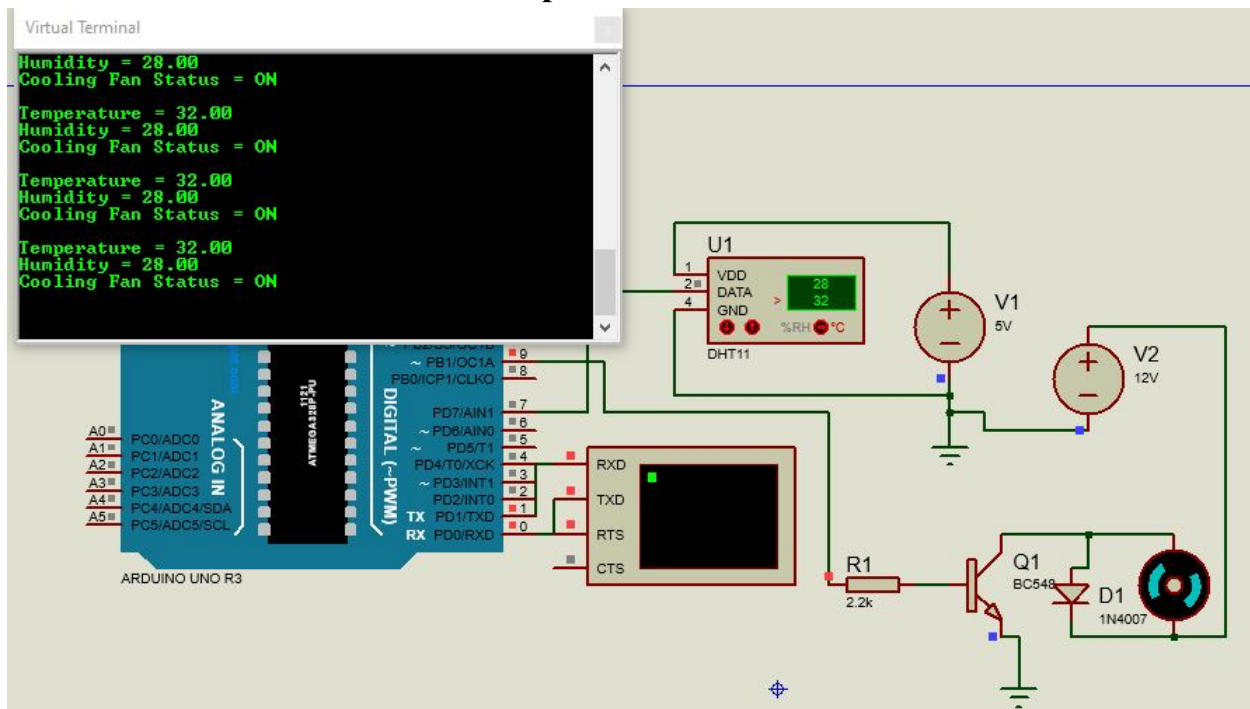 Virtual Terminal
Humidity = 28.00
Cooling Fan Status = ON
Temperature = 32.00
Humidity = 28.00
Cooling Fan Status = ON
Temperature = 32.00
Humidity = 28.00
Cooling Fan Status = ON
Temperature = 32.00
Humidity = 28.00
Cooling Fan Status = ON
U1
1
2
4
VDD
DATA
GND
>
28
32
%RH
°C
DHT11
V1
5V
V2
12V
~ PB1/OC1A
9
PB0/ICP1/CLKO
8
PD7/AIN1
7
~ PD6/AIN0
6
~ PD5/T1
5
PD4/T0/XCK
4
~ PD3/INT1
3
PD2/INT0
2
TX PD1/TXD
1
RX PD0/RXD
0
DIGITAL (~PWM)
1121
ATMEGA328P-PU
ANALOG IN
A0
PC0/ADC0
A1
PC1/ADC1
A2
PC2/ADC2
A3
PC3/ADC3
A4
PC4/ADC4/SDA
A5
PC5/ADC5/SCL
ARDUINO UNO R3
RXD
TXD
RTS
CTS
R1
2.2k
Q1
BC548
D1
1N4007